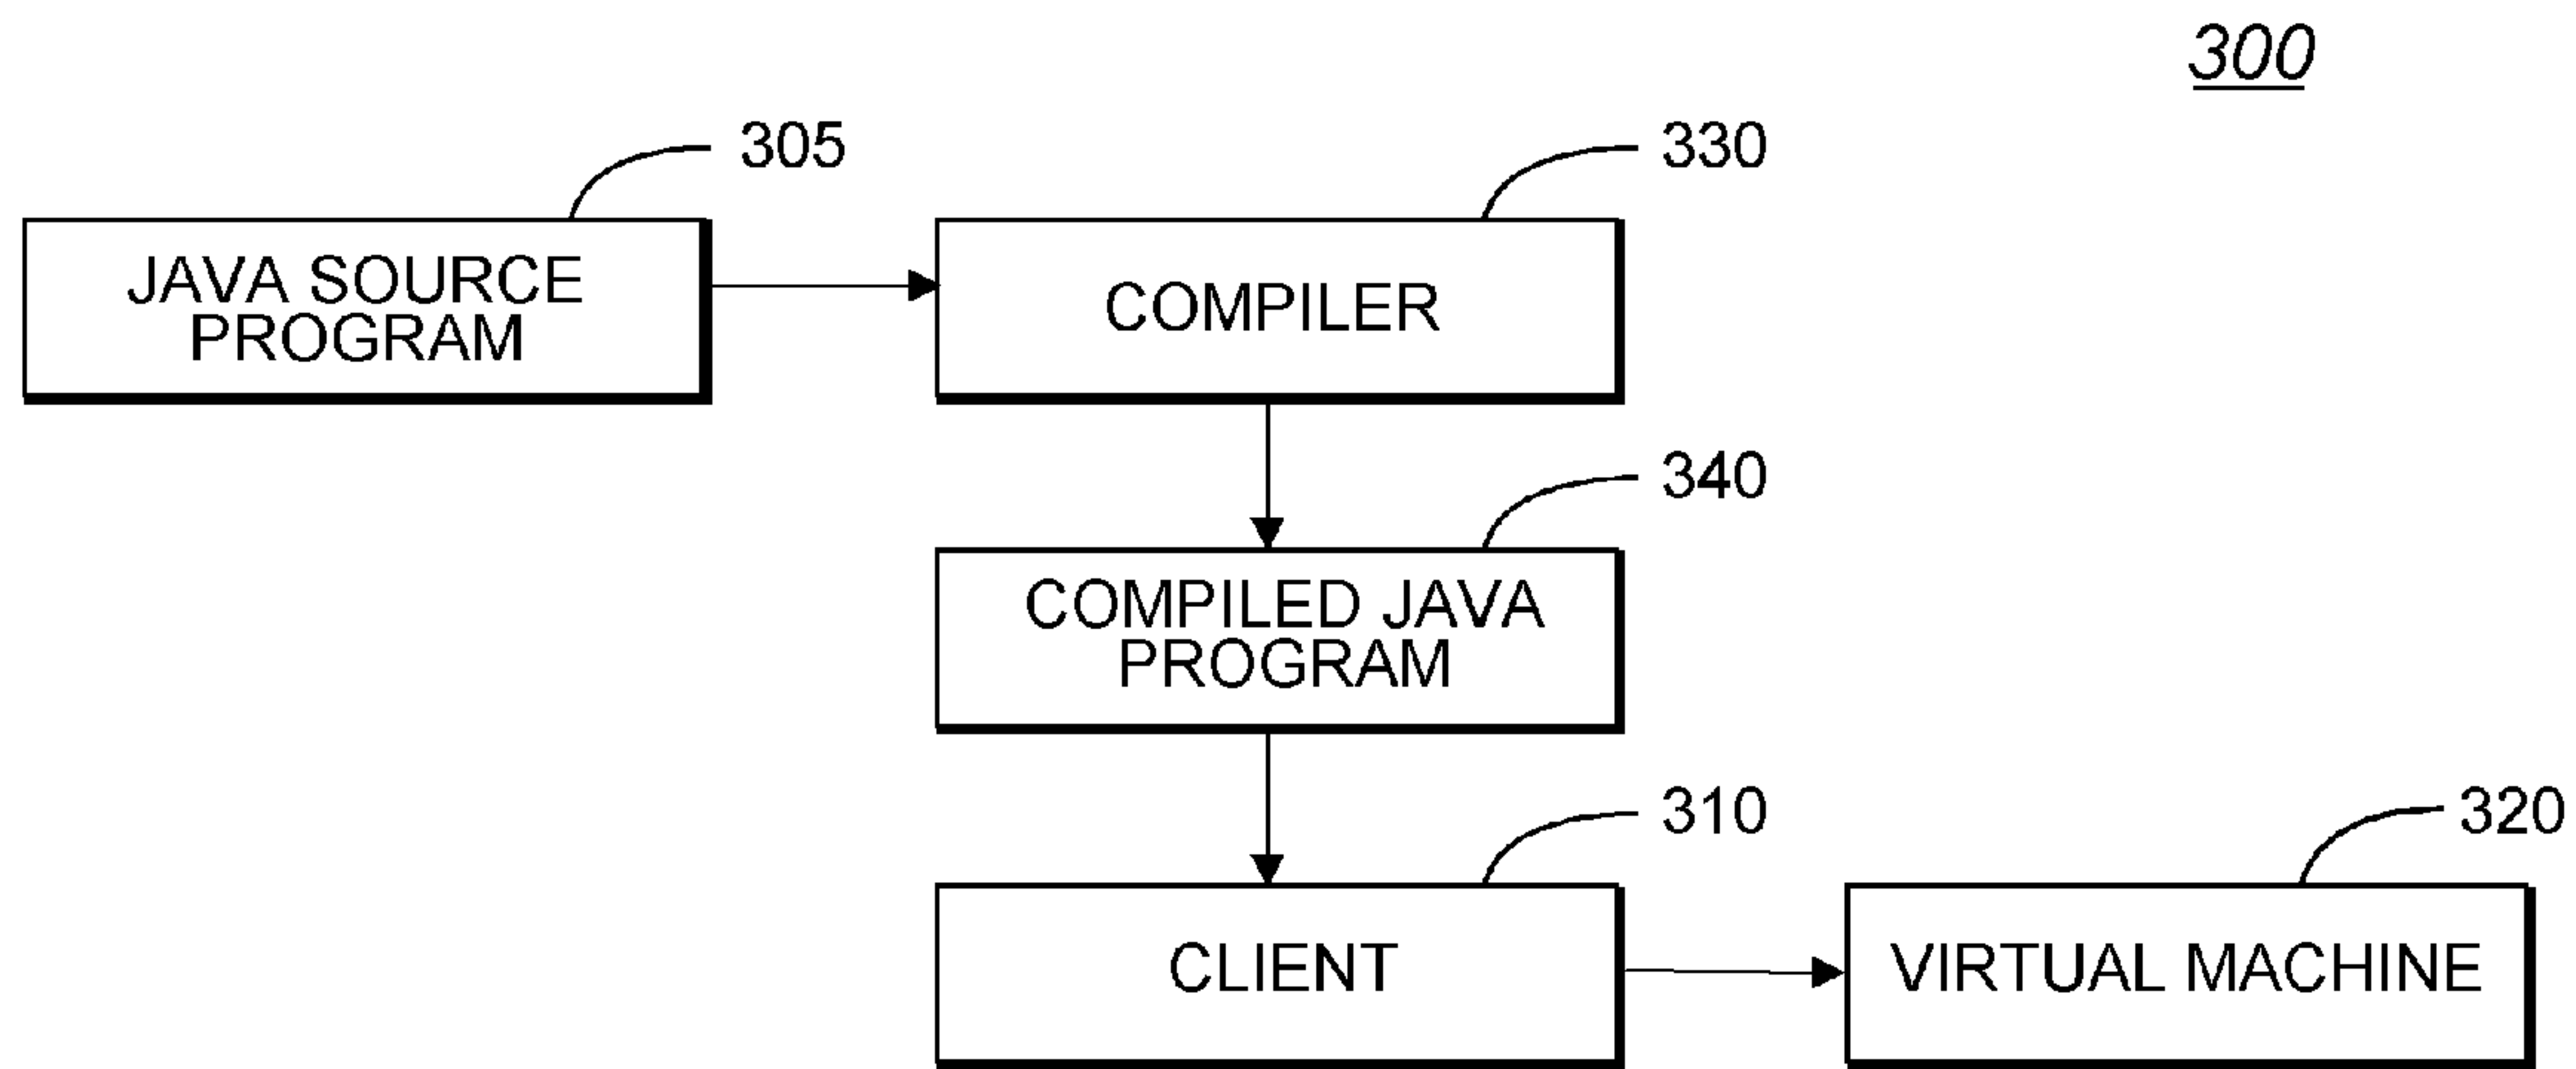 300
305
330
JAVA SOURCE
PROGRAM
COMPILER
340
COMPILED JAVA
PROGRAM
310
320
CLIENT
VIRTUAL MACHINE